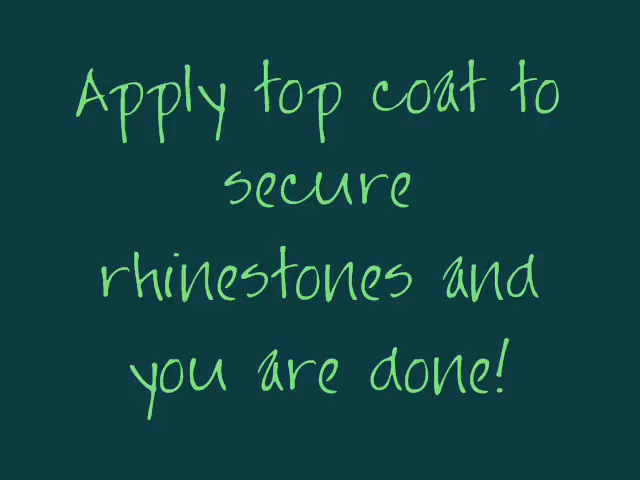 Apply top coat to
secure
rhinestones and
you are done!